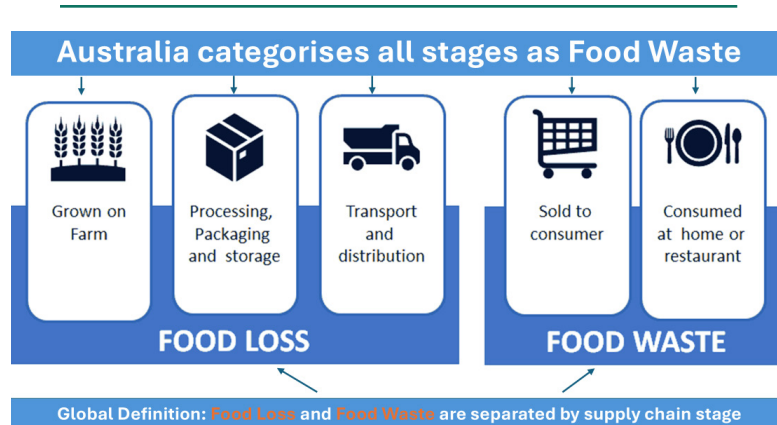 Australia categorises all stages as Food Waste
Grown on
Farm
Processing,
Packaging
and storage
Transport
and
distribution
Sold to
consumer
Consumed
at home or
restaurant
FOOD LOSS
FOOD WASTE
Global Definition: Food Loss and Food Waste are separated by supply chain stage